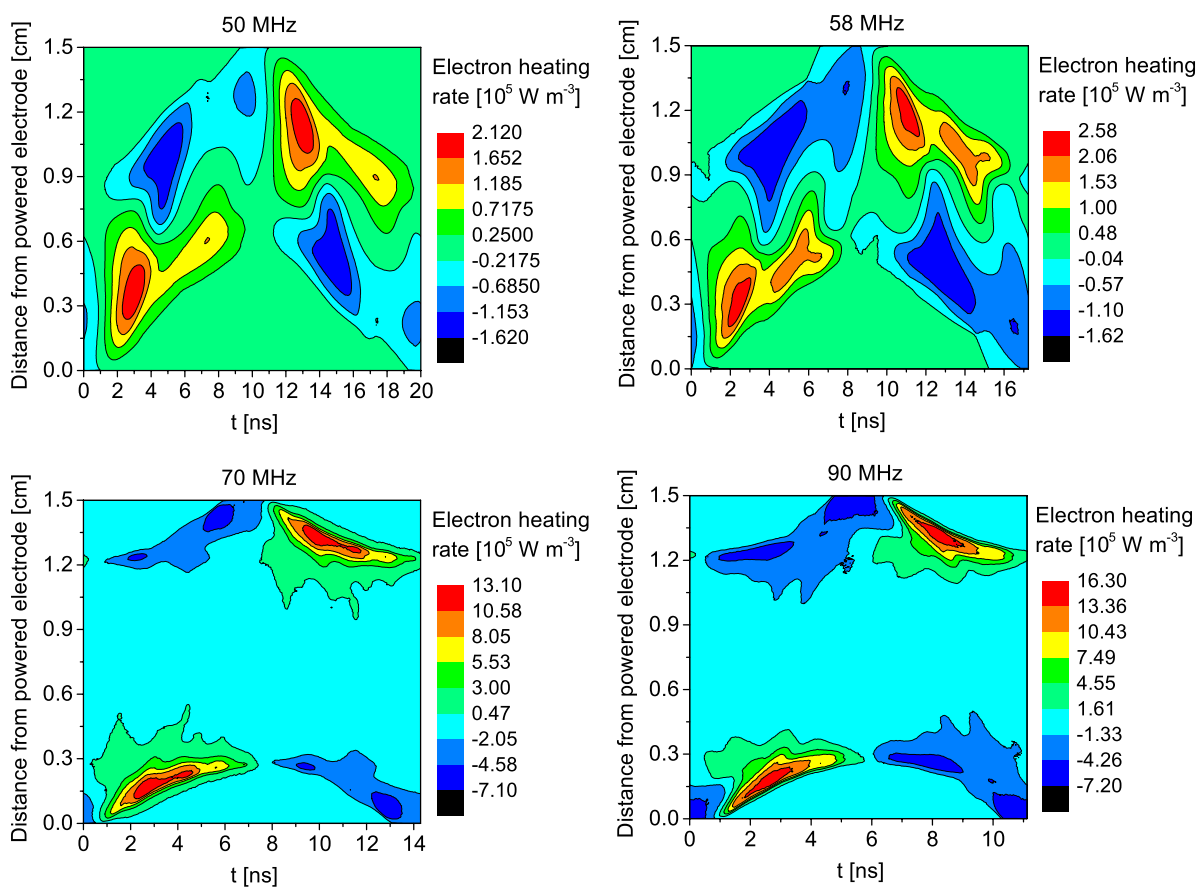 50 MHz
Distance from powered electrode [cm]
1.5
1.2
0.9
0.6
0.3
0.0
0 2 4 6 8 10 12 14 16 18 20
t [ns]
Electron heating
rate [10⁵ W m⁻³]
2.120
1.652
1.185
0.7175
0.2500
-0.2175
-0.6850
-1.153
-1.620
58 MHz
Distance from powered electrode [cm]
1.5
1.2
0.9
0.6
0.3
0.0
0 2 4 6 8 10 12 14 16
t [ns]
Electron heating
rate [10⁵ W m⁻³]
2.58
2.06
1.53
1.00
0.48
-0.04
-0.57
-1.10
-1.62
70 MHz
Distance from powered electrode [cm]
1.5
1.2
0.9
0.6
0.3
0.0
0 2 4 6 8 10 12 14
t [ns]
Electron heating
rate [10⁵ W m⁻³]
13.10
10.58
8.05
5.53
3.00
0.47
-2.05
-4.58
-7.10
90 MHz
Distance from powered electrode [cm]
1.5
1.2
0.9
0.6
0.3
0.0
0 2 4 6 8 10
t [ns]
Electron heating
rate [10⁵ W m⁻³]
16.30
13.36
10.43
7.49
4.55
1.61
-1.33
-4.26
-7.20